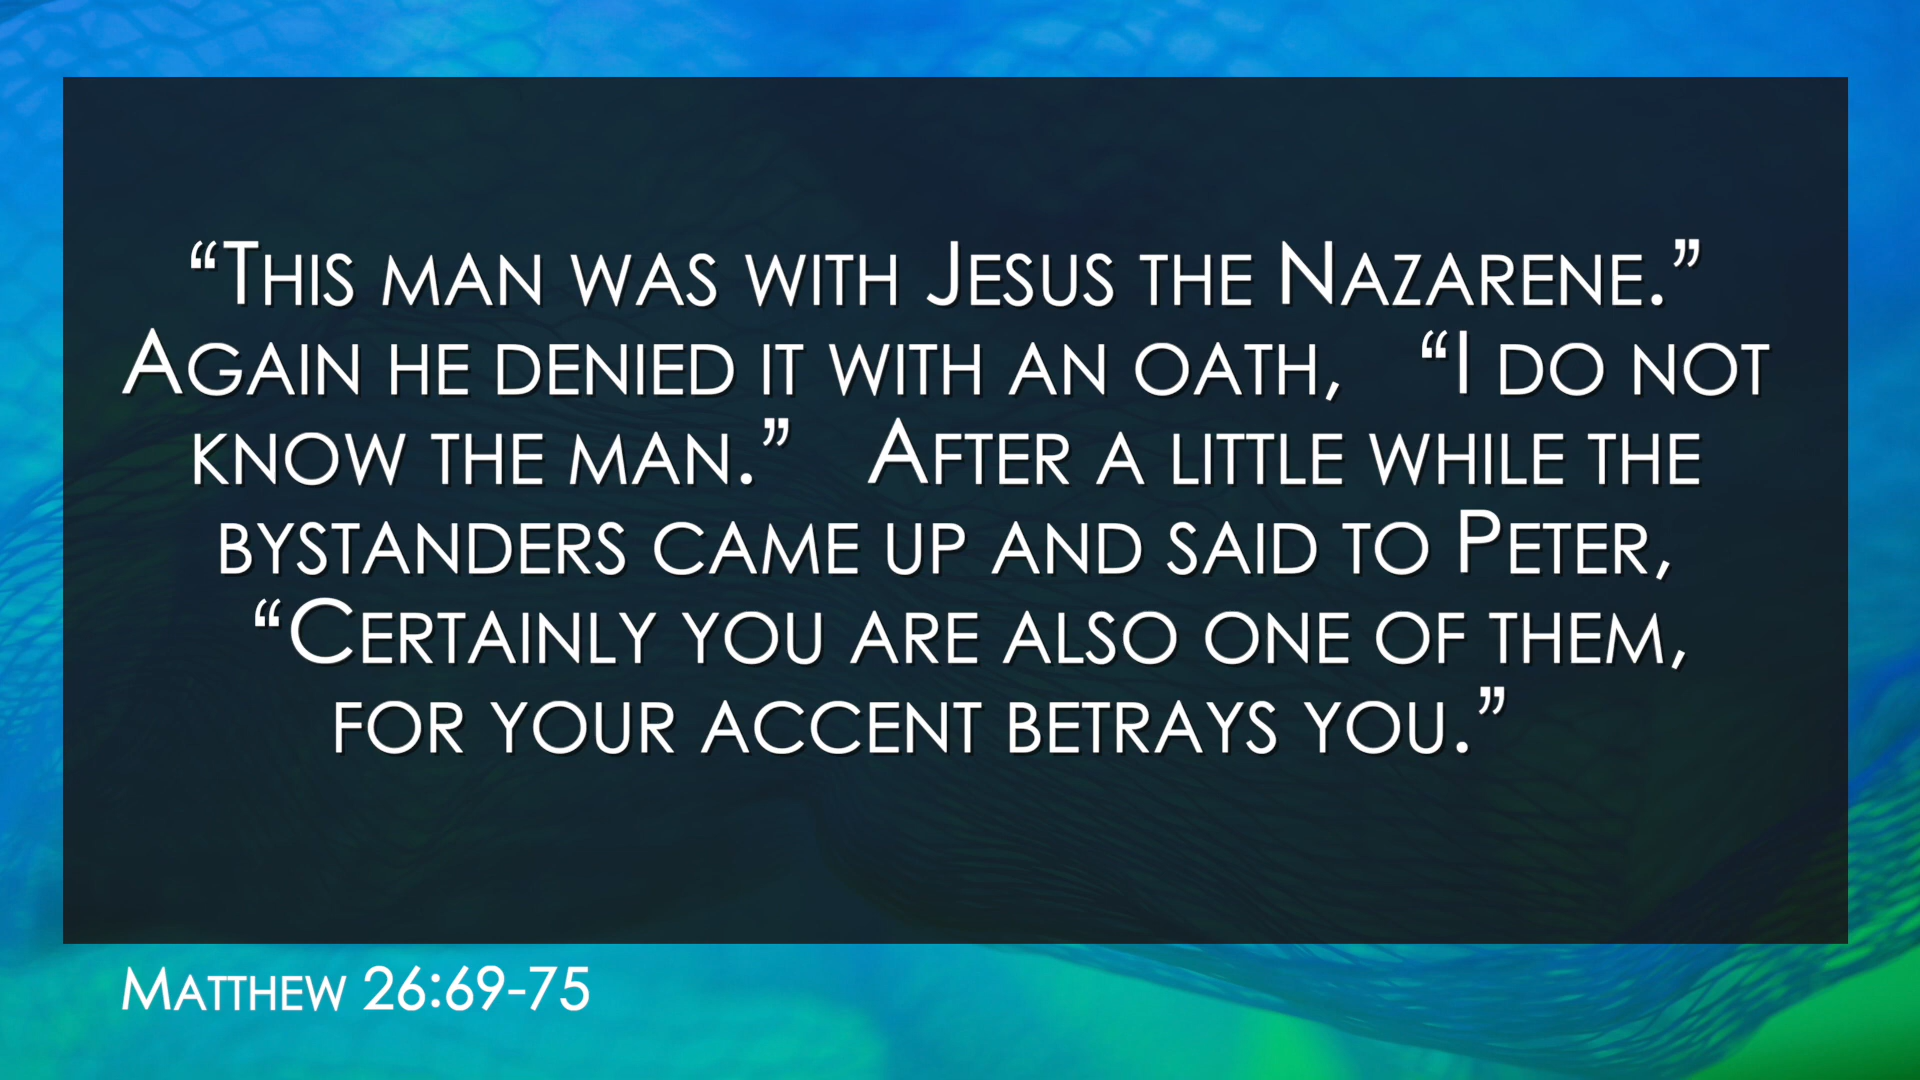 “This man was with Jesus the Nazarene.”
Again he denied it with an oath, “I do not
know the man.” After a little while the
bystanders came up and said to Peter,
“Certainly you are also one of them,
for your accent betrays you.”
Matthew 26:69-75